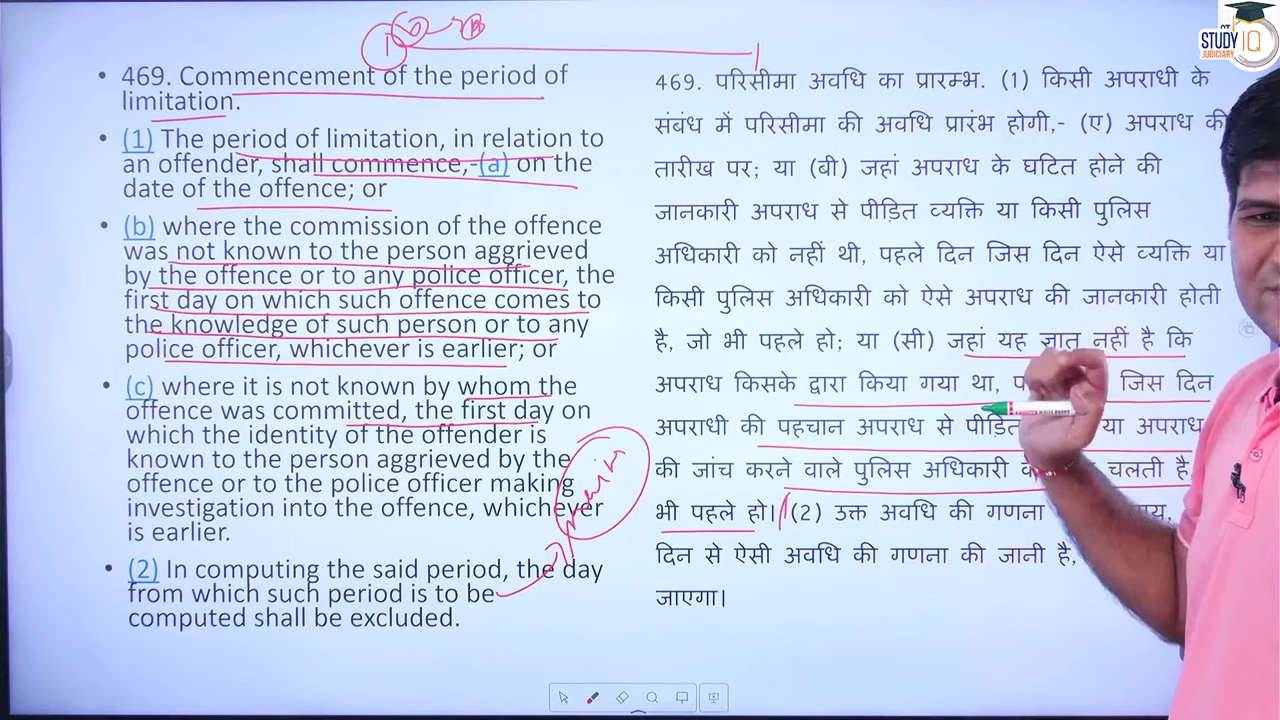 STUDY IQ
JUDICIARY
• 469. Commencement of the period of
limitation.
• (1) The period of limitation, in relation to
an offender, shall commence,-(a) on the
date of the offence; or
• (b) where the commission of the offence
was not known to the person aggrieved
by the offence or to any police officer, the
first day on which such offence comes to
the knowledge of such person or to any
police officer, whichever is earlier; or
• (c) where it is not known by whom the
offence was committed, the first day on
which the identity of the offender is
known to the person aggrieved by the
offence or to the police officer making
investigation into the offence, whichever
is earlier.
• (2) In computing the said period, the day
from which such period is to be
computed shall be excluded.
469. परिसीमा अवधि का प्रारम्भ. (1) किसी अपराधी के
संबंध में परिसीमा की अवधि प्रारंभ होगी,- (ए) अपराध की
तारीख पर; या (बी) जहां अपराध के घटित होने की
जानकारी अपराध से पीड़ित व्यक्ति या किसी पुलिस
अधिकारी को नहीं थी, पहले दिन जिस दिन ऐसे व्यक्ति या
किसी पुलिस अधिकारी को ऐसे अपराध की जानकारी होती
है, जो भी पहले हो; या (सी) जहां यह ज्ञात नहीं है कि
अपराध किसके द्वारा किया गया था, जिस दिन
अपराधी की पहचान अपराध से पीड़ित या अपराध
की जांच करने वाले पुलिस अधिकारी चलती है
भी पहले हो। (2) उक्त अवधि की गणना
दिन से ऐसी अवधि की गणना की जानी है,
जाएगा।